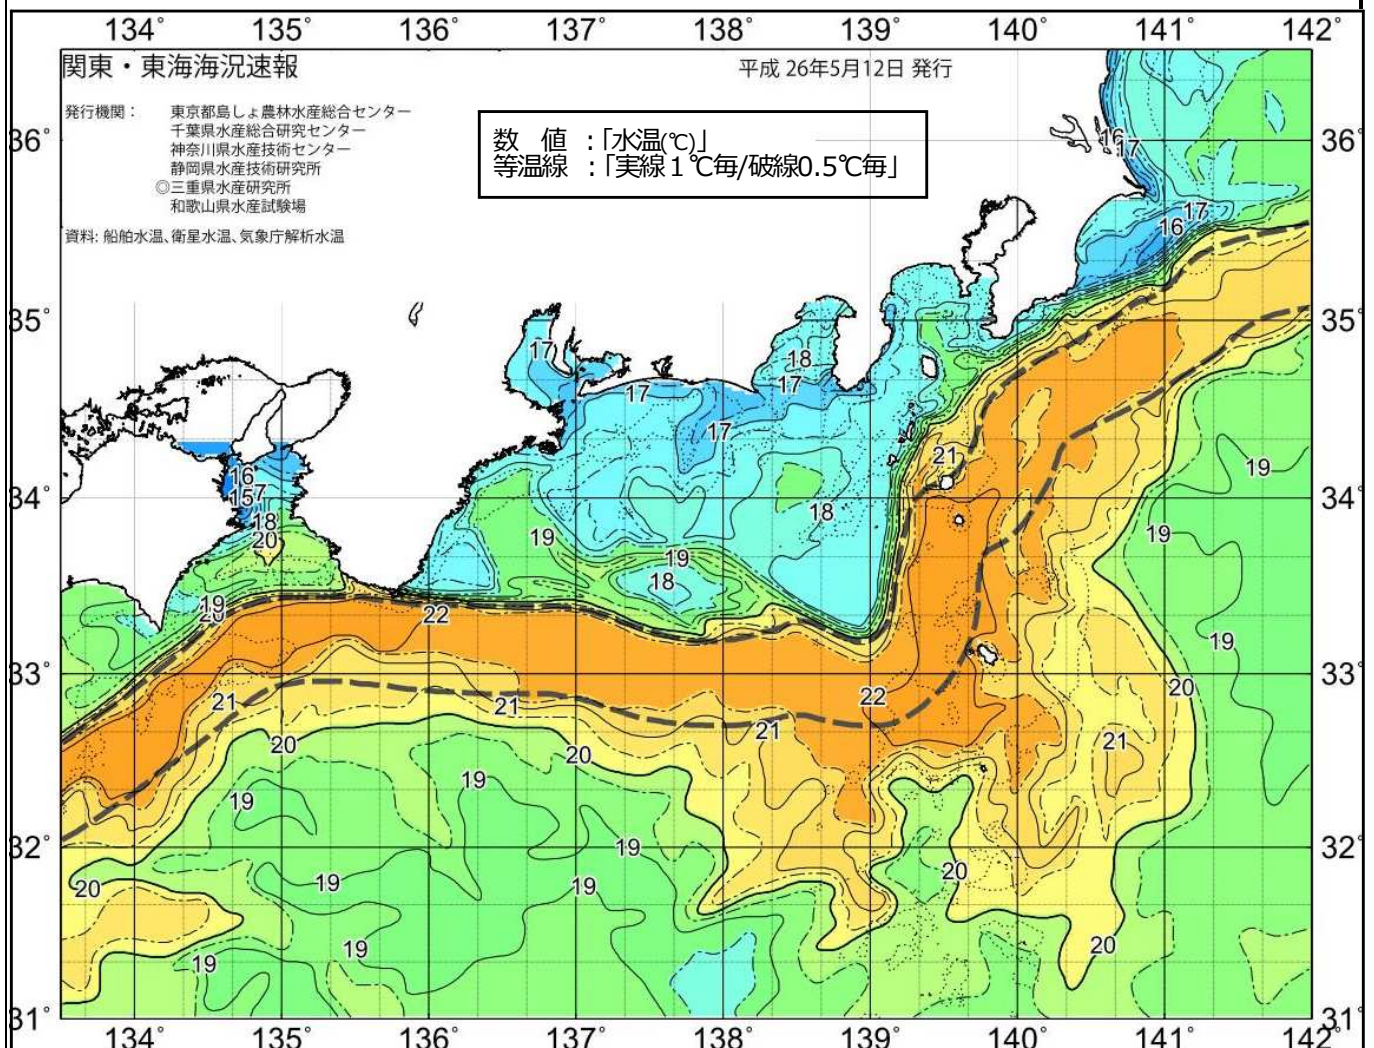 134° 135° 136° 137° 138° 139° 140° 141° 142°
関東・東海海況速報
平成 26年5月12日 発行
発行機関： 東京都島しょ農林水産総合センター
千葉県水産総合研究センター
神奈川県水産技術センター
静岡県水産技術研究所
◎三重県水産研究所
和歌山県水産試験場
資料: 船舶水温、衛星水温、気象庁解析水温
数 値 ：「水温(℃)」
等温線 ：「実線１℃毎/破線0.5℃毎」
36° 16 36°
17
17
16
35° 35°
17 18
17 17
17
21
16 19
15 17
34° 34°
18 18
20 19 19
19
18
19
20 22
19
33° 33°
21 22 20
21 21 21
20 20
19 19
32° 19 32°
20 19 19 20
19 20
19
31° 31°
134° 135° 136° 137° 138° 139° 140° 141° 142°